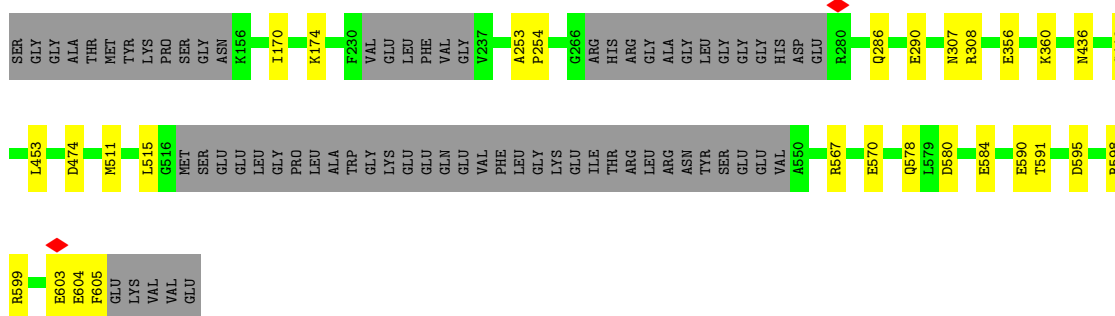 SER GLY GLY ALA THR MET TYR LYS PRO SER GLY ASN K156 I170 K174 F230 VAL GLU LEU PHE VAL GLY V237 A253 P254 G266 ARG HIS ARG GLY ALA GLY LEU GLY GLY GLY HIS ASP GLU R280 Q286 E290 N307 R308 E356 K360 N436
L453 D474 M511 L515 G516 MET SER GLU GLU LEU GLY PRO LEU ALA TRP GLY LYS GLU GLU GLN GLU VAL PHE LEU GLY LYS GLU ILE THR ARG LEU ARG ASN TYR SER GLU GLU VAL A550 R567 E570 Q578 L579 D580 E584 E590 T591 D595
R599 E603 E604 F605 GLU LYS VAL VAL GLU